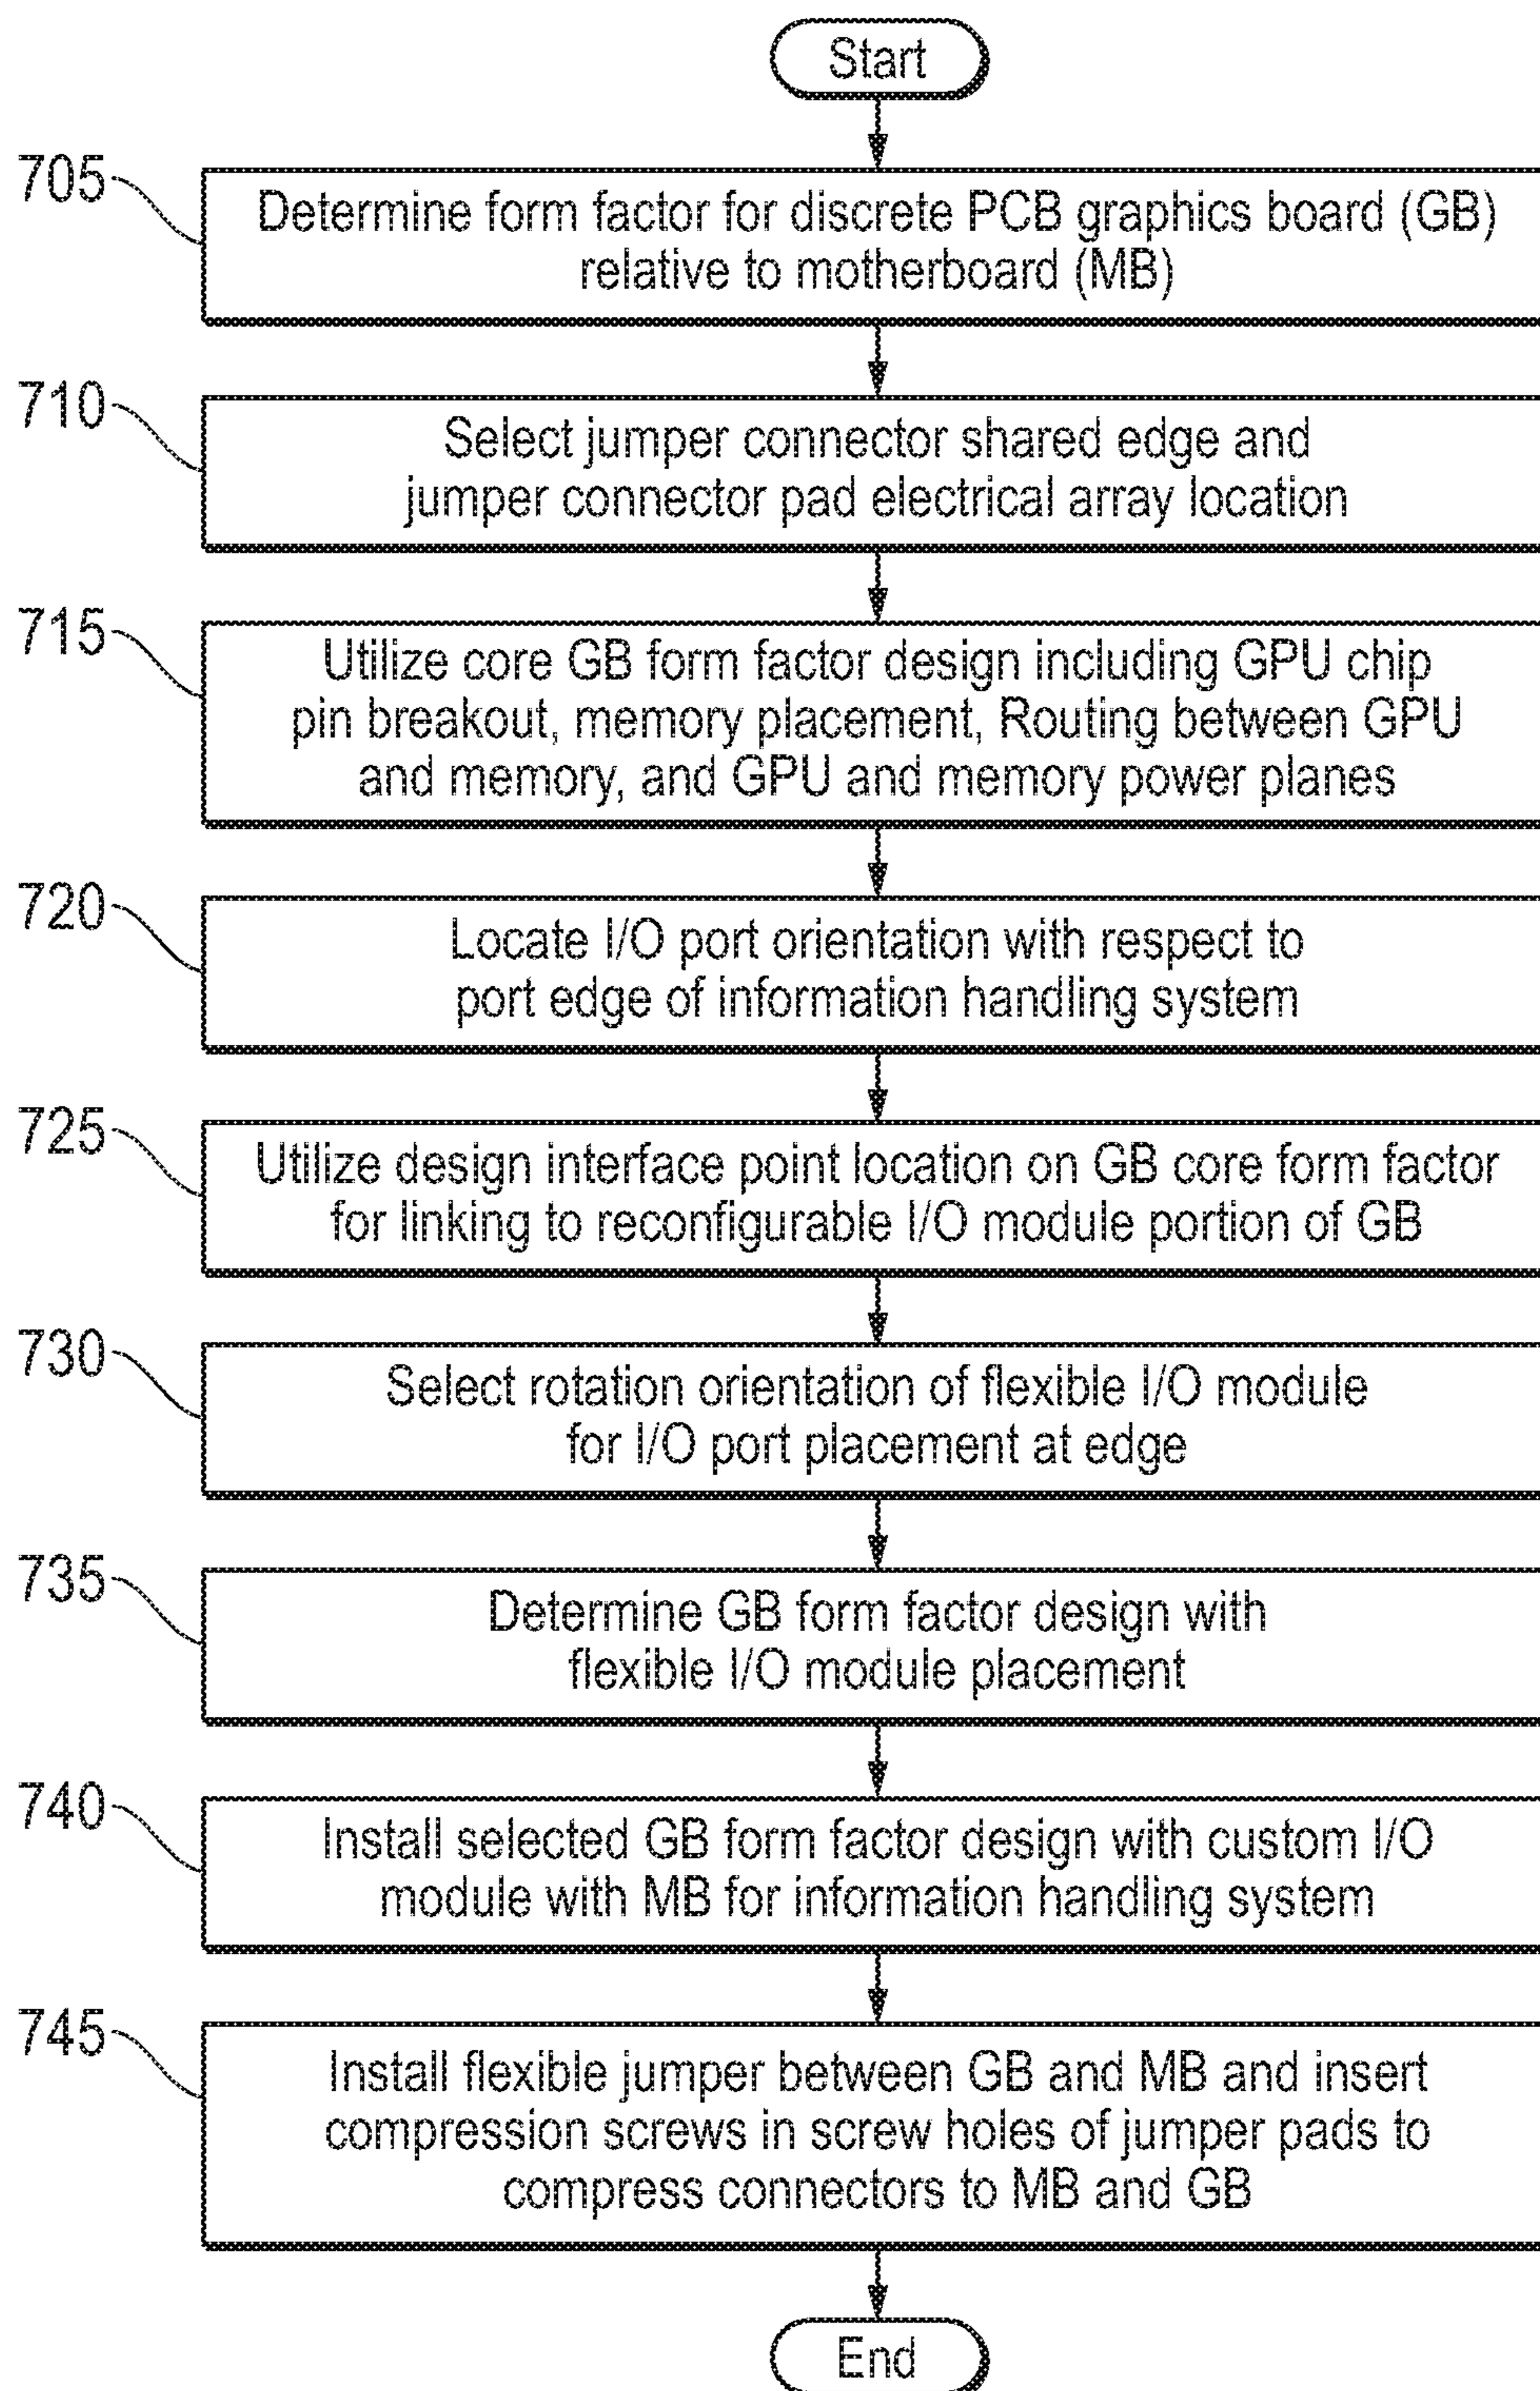 Start
705
Determine form factor for discrete PCB graphics board (GB)
relative to motherboard (MB)
710
Select jumper connector shared edge and
jumper connector pad electrical array location
715
Utilize core GB form factor design including GPU chip
pin breakout, memory placement, Routing between GPU
and memory, and GPU and memory power planes
720
Locate I/O port orientation with respect to
port edge of information handling system
725
Utilize design interface point location on GB core form factor
for linking to reconfigurable I/O module portion of GB
730
Select rotation orientation of flexible I/O module
for I/O port placement at edge
735
Determine GB form factor design with
flexible I/O module placement
740
Install selected GB form factor design with custom I/O
module with MB for information handling system
745
Install flexible jumper between GB and MB and insert
compression screws in screw holes of jumper pads to
compress connectors to MB and GB
End